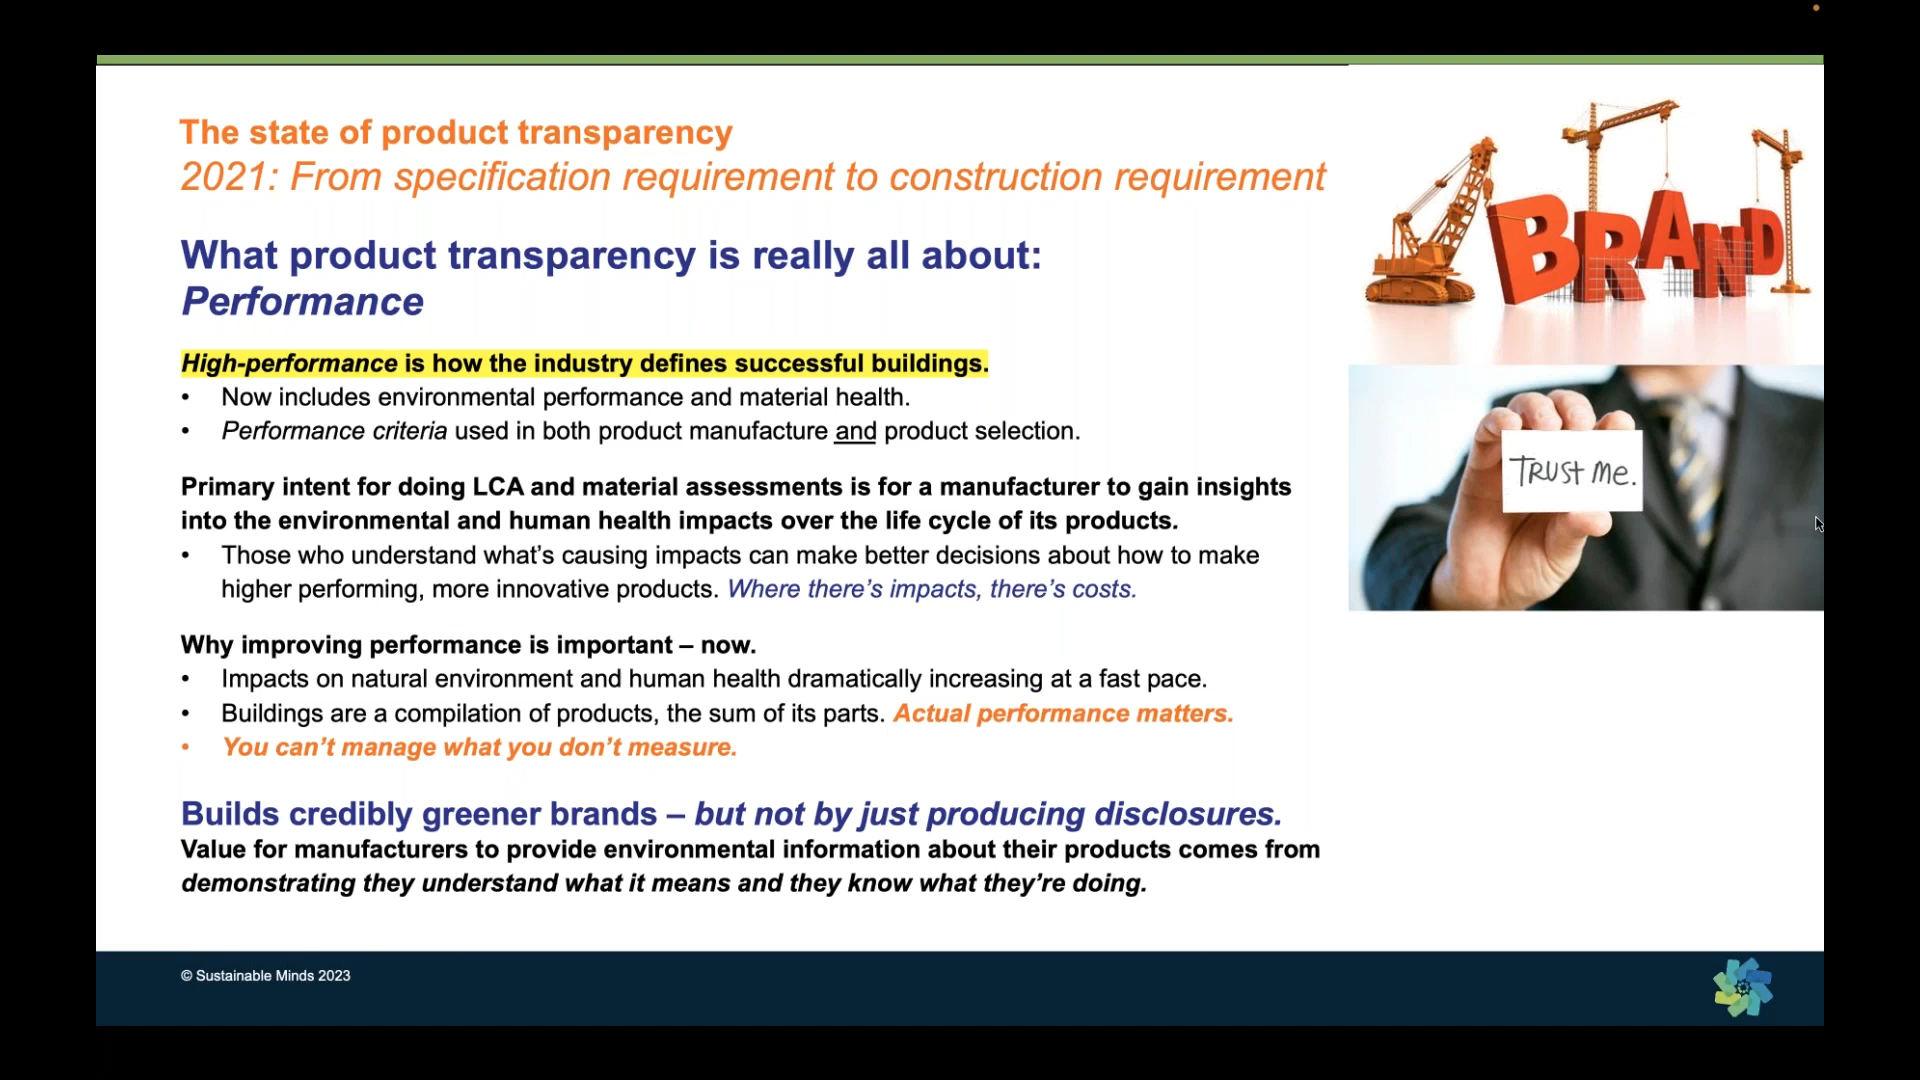 The state of product transparency
2021: From specification requirement to construction requirement
BRAND
What product transparency is really all about:
Performance
High-performance is how the industry defines successful buildings.
• Now includes environmental performance and material health.
• Performance criteria used in both product manufacture and product selection.
TRUST ME.
Primary intent for doing LCA and material assessments is for a manufacturer to gain insights
into the environmental and human health impacts over the life cycle of its products.
• Those who understand what’s causing impacts can make better decisions about how to make
higher performing, more innovative products. Where there’s impacts, there’s costs.
Why improving performance is important – now.
• Impacts on natural environment and human health dramatically increasing at a fast pace.
• Buildings are a compilation of products, the sum of its parts. Actual performance matters.
• You can’t manage what you don’t measure.
Builds credibly greener brands – but not by just producing disclosures.
Value for manufacturers to provide environmental information about their products comes from
demonstrating they understand what it means and they know what they’re doing.
© Sustainable Minds 2023